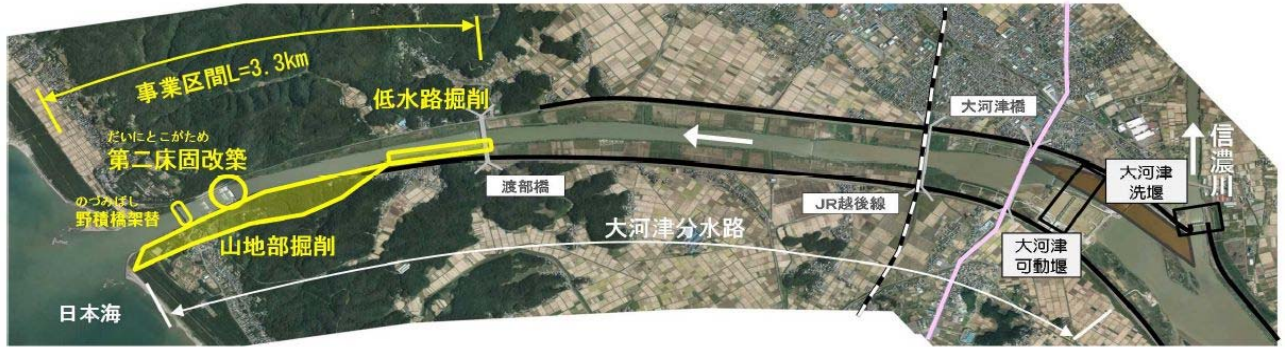 事業区間L=3.3km
低水路掘削
だいにとこがため
第二床固改築
のづみばし
野積橋架替
山地部掘削
日本海
渡部橋
大河津分水路
JR越後線
大河津橋
大河津
可動堰
大河津
洗堰
信濃川